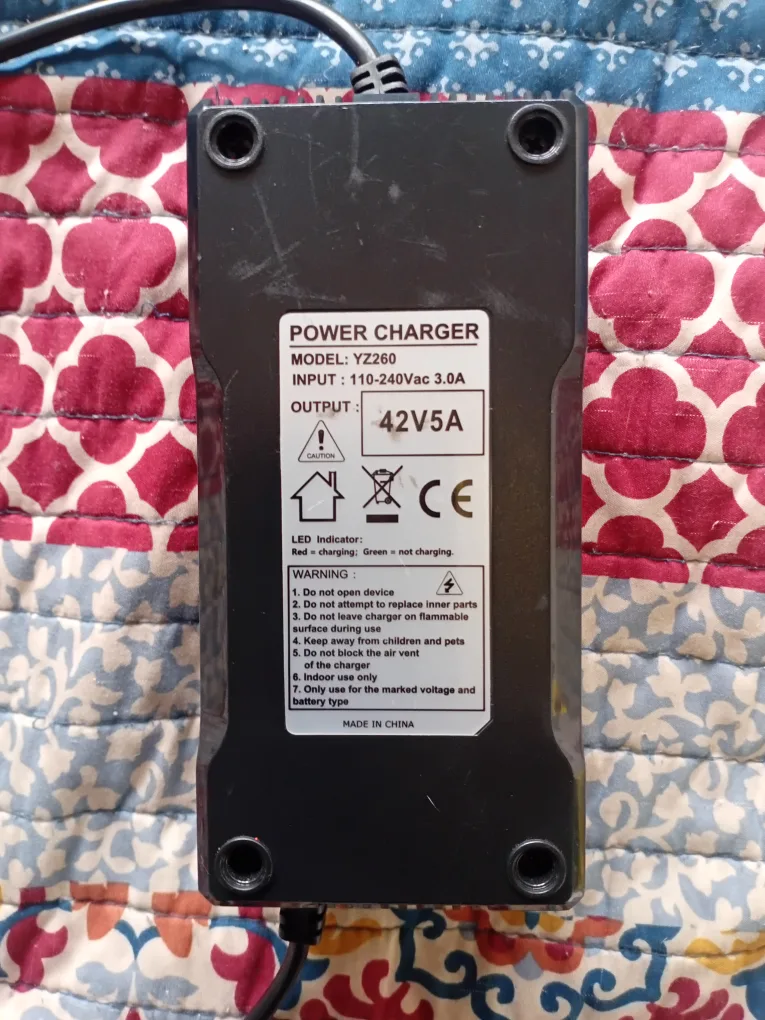 POWER CHARGER
MODEL: YZ260
INPUT : 110-240Vac 3.0A
OUTPUT :
42V5A
CAUTION
CE
LED Indicator:
Red = charging; Green = not charging.
WARNING :
1. Do not open device
2. Do not attempt to replace inner parts
3. Do not leave charger on flammable
surface during use
4. Keep away from children and pets
5. Do not block the air vent
of the charger
6. Indoor use only
7. Only use for the marked voltage and
battery type
MADE IN CHINA